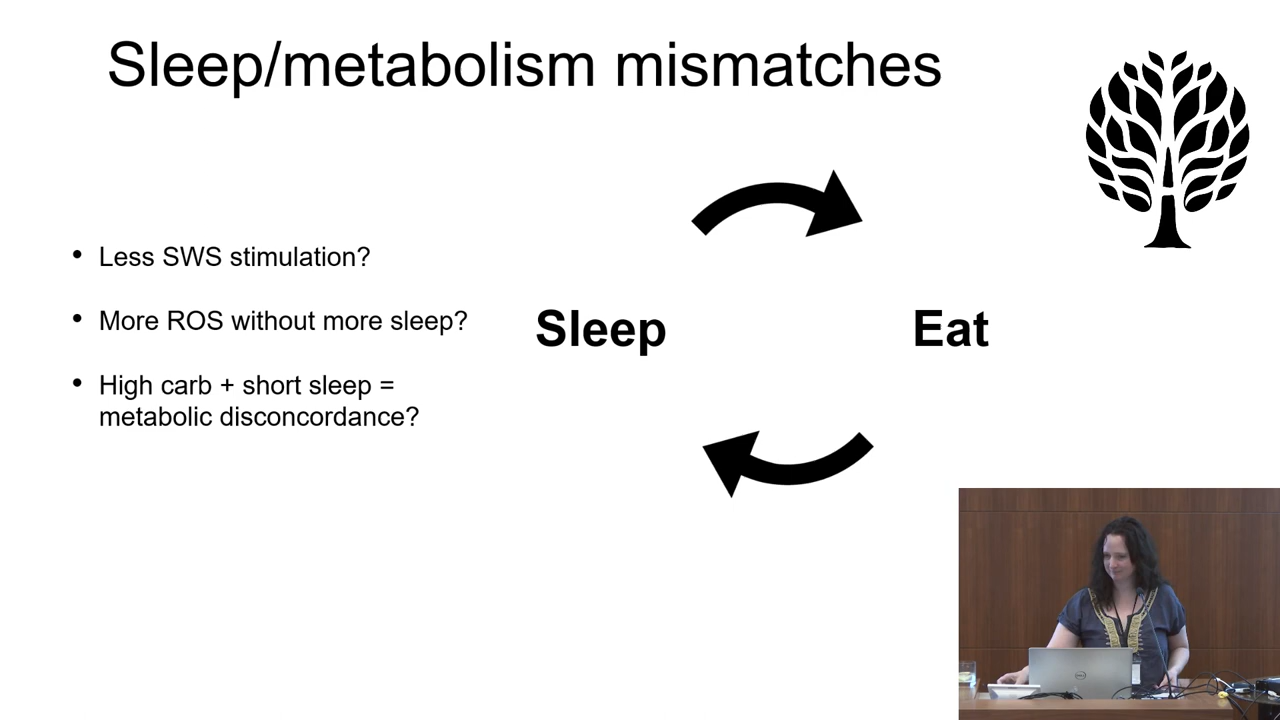 Sleep/metabolism mismatches
• Less SWS stimulation?
• More ROS without more sleep?
• High carb + short sleep =
metabolic disconcordance?
Sleep
Eat
DELL